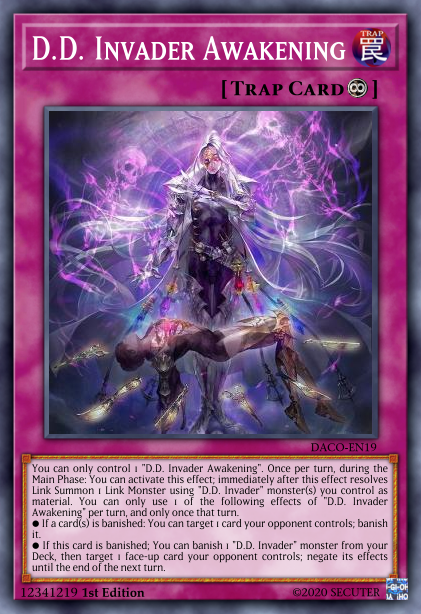 D.D. Invader Awakening
TRAP
罠
[Trap Card]
DACO-EN19
You can only control 1 "D.D. Invader Awakening". Once per turn, during the
Main Phase: You can activate this effect; immediately after this effect resolves
Link Summon 1 Link Monster using "D.D. Invader" monster(s) you control as
material. You can only use 1 of the following effects of "D.D. Invader
Awakening" per turn, and only once that turn.
● If a card(s) is banished: You can target 1 card your opponent controls; banish
it.
● If this card is banished; You can banish 1 "D.D. Invader" monster from your
Deck, then target 1 face-up card your opponent controls; negate its effects
until the end of the next turn.
12341219 1st Edition
©2020 SECUTER